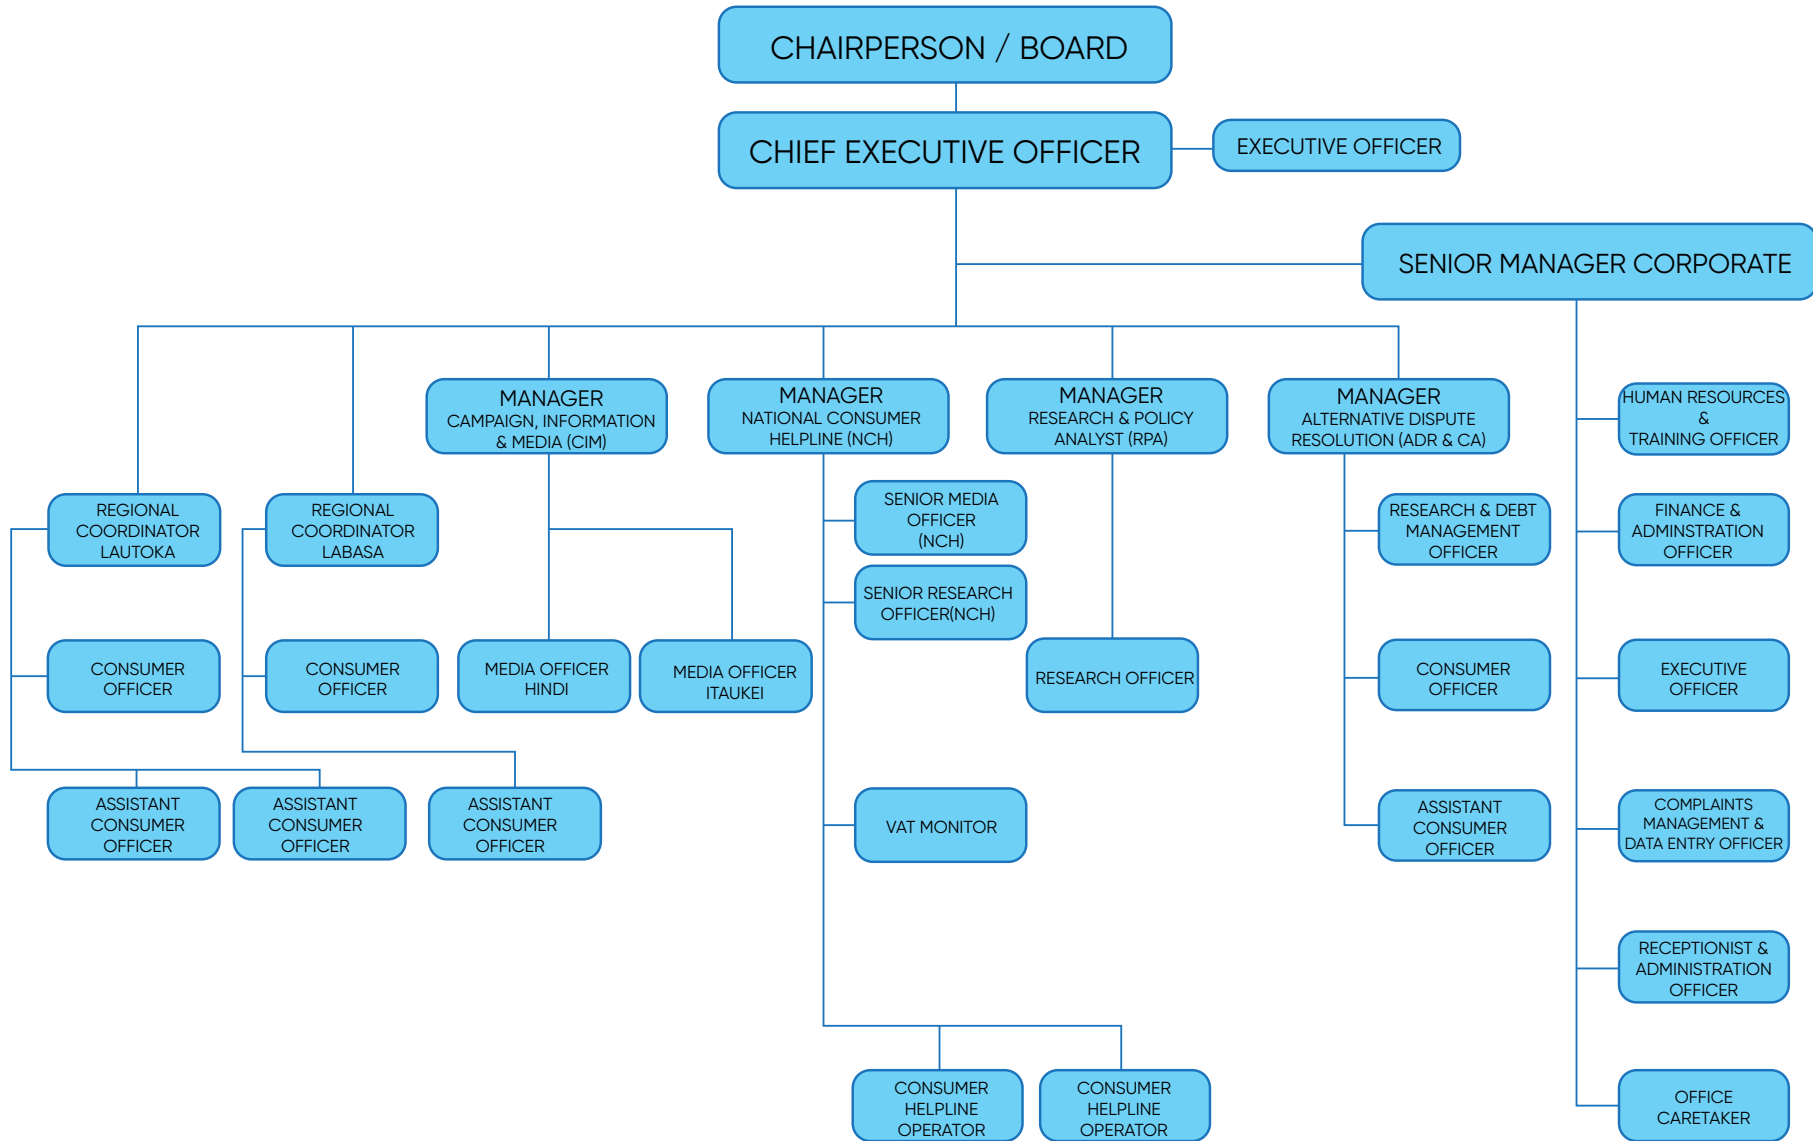 CHAIRPERSON / BOARD
CHIEF EXECUTIVE OFFICER
EXECUTIVE OFFICER
SENIOR MANAGER CORPORATE
MANAGER
CAMPAIGN, INFORMATION
& MEDIA (CIM)
MANAGER
NATIONAL CONSUMER
HELPLINE (NCH)
MANAGER
RESEARCH & POLICY
ANALYST (RPA)
MANAGER
ALTERNATIVE DISPUTE
RESOLUTION (ADR & CA)
HUMAN RESOURCES
&
TRAINING OFFICER
REGIONAL
COORDINATOR
LAUTOKA
REGIONAL
COORDINATOR
LABASA
SENIOR MEDIA
OFFICER
(NCH)
RESEARCH & DEBT
MANAGEMENT
OFFICER
FINANCE &
ADMINSTRATION
OFFICER
SENIOR RESEARCH
OFFICER(NCH)
CONSUMER
OFFICER
CONSUMER
OFFICER
MEDIA OFFICER
HINDI
MEDIA OFFICER
ITAUKEI
RESEARCH OFFICER
CONSUMER
OFFICER
EXECUTIVE
OFFICER
ASSISTANT
CONSUMER
OFFICER
ASSISTANT
CONSUMER
OFFICER
ASSISTANT
CONSUMER
OFFICER
VAT MONITOR
ASSISTANT
CONSUMER
OFFICER
COMPLAINTS
MANAGEMENT &
DATA ENTRY OFFICER
RECEPTIONIST &
ADMINISTRATION
OFFICER
CONSUMER
HELPLINE
OPERATOR
CONSUMER
HELPLINE
OPERATOR
OFFICE
CARETAKER